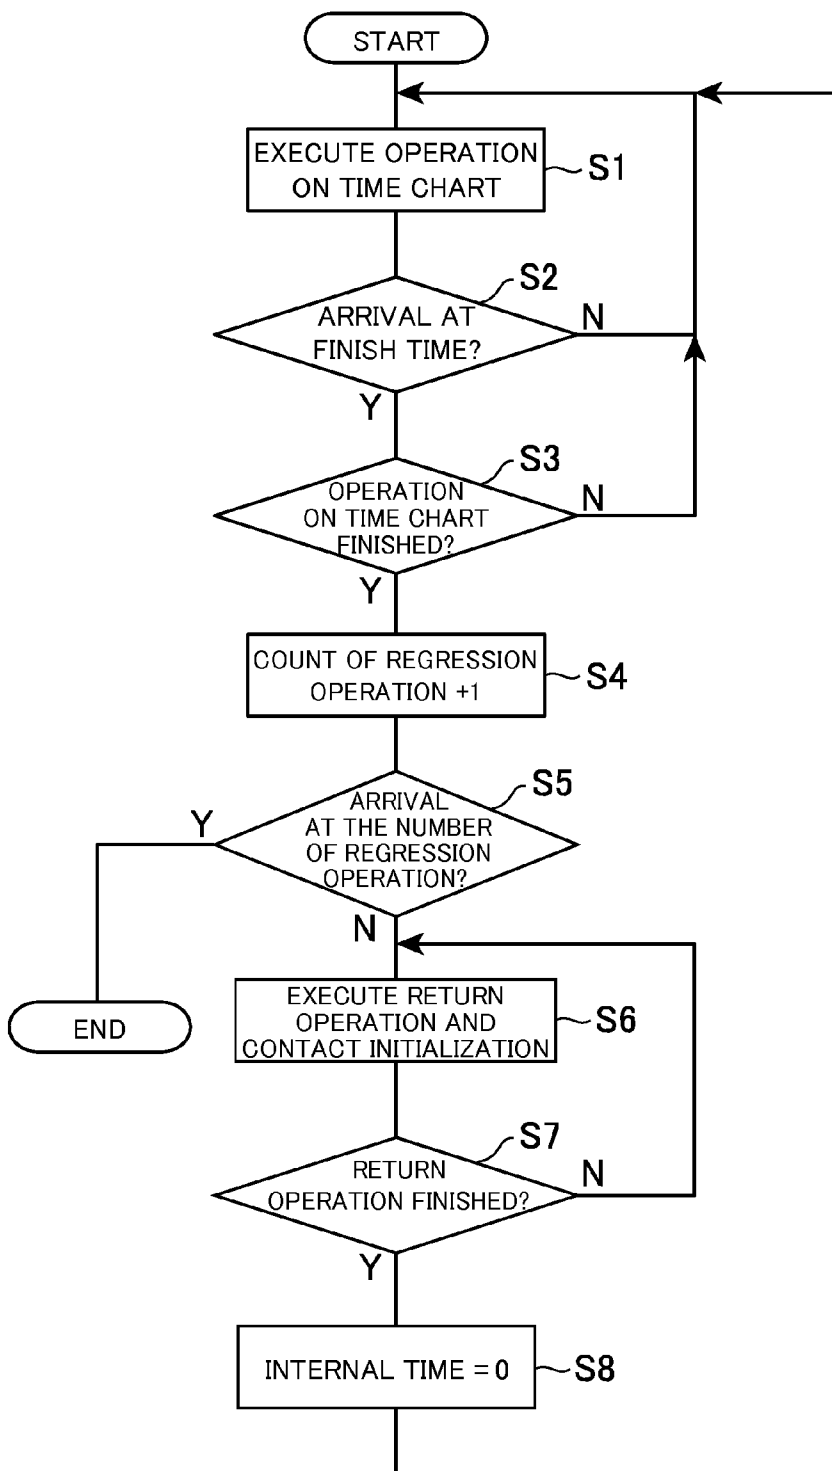 START
EXECUTE OPERATION
ON TIME CHART
S1
S2
ARRIVAL AT
FINISH TIME?
N
Y
S3
OPERATION
ON TIME CHART
FINISHED?
N
Y
COUNT OF REGRESSION
OPERATION +1
S4
S5
ARRIVAL
AT THE NUMBER
OF REGRESSION
OPERATION?
Y
N
END
EXECUTE RETURN
OPERATION AND
CONTACT INITIALIZATION
S6
S7
RETURN
OPERATION FINISHED?
N
Y
INTERNAL TIME = 0
S8